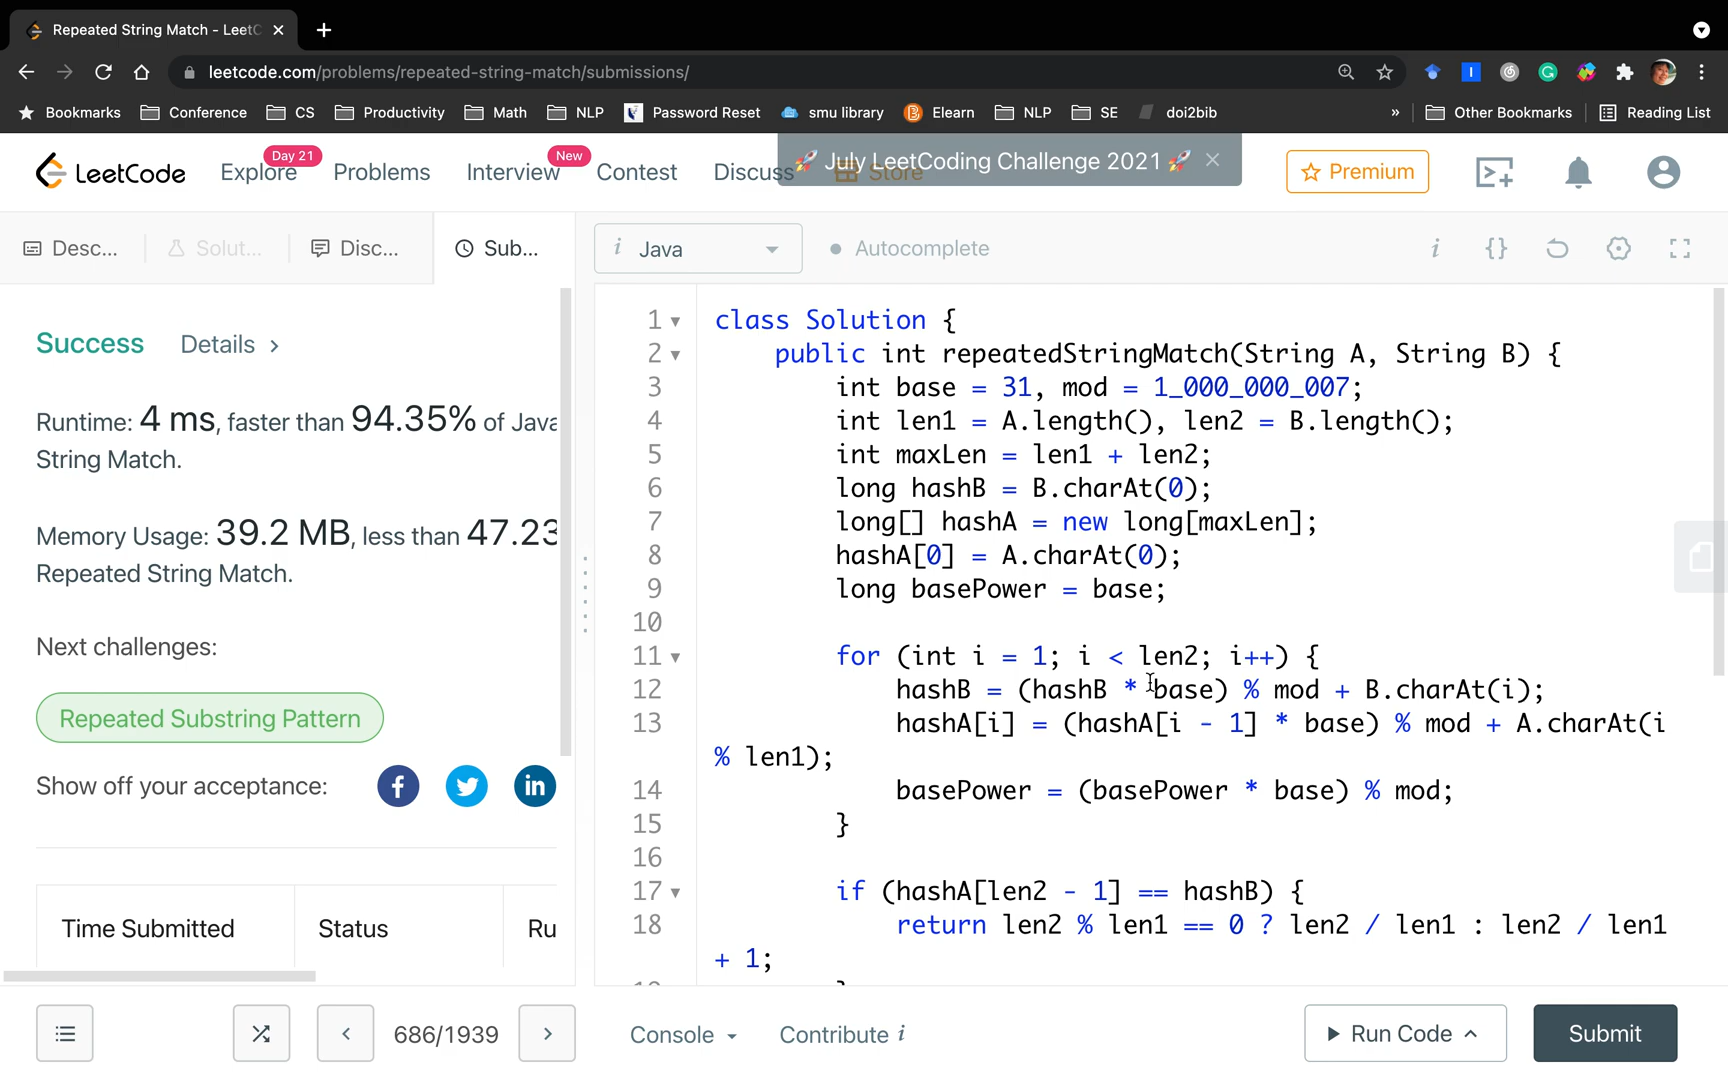 Repeated String Match - LeetC
leetcode.com/problems/repeated-string-match/submissions/
Bookmarks Conference CS Productivity Math NLP Password Reset smu library Elearn NLP SE doi2bib » Other Bookmarks Reading List
LeetCode Explore Day 21 Problems Interview New Contest Discuss Store
🚀 July LeetCoding Challenge 2021 🚀
Premium
Desc... Solut... Disc... Sub...
Java Autocomplete
Success Details
Runtime: 4 ms, faster than 94.35% of Java
String Match.
Memory Usage: 39.2 MB, less than 47.23
Repeated String Match.
Next challenges:
Repeated Substring Pattern
Show off your acceptance:
Time Submitted Status Ru
1 class Solution {
2 public int repeatedStringMatch(String A, String B) {
3 int base = 31, mod = 1_000_000_007;
4 int len1 = A.length(), len2 = B.length();
5 int maxLen = len1 + len2;
6 long hashB = B.charAt(0);
7 long[] hashA = new long[maxLen];
8 hashA[0] = A.charAt(0);
9 long basePower = base;
10
11 for (int i = 1; i < len2; i++) {
12 hashB = (hashB * base) % mod + B.charAt(i);
13 hashA[i] = (hashA[i - 1] * base) % mod + A.charAt(i
% len1);
14 basePower = (basePower * base) % mod;
15 }
16
17 if (hashA[len2 - 1] == hashB) {
18 return len2 % len1 == 0 ? len2 / len1 : len2 / len1
+ 1;
686/1939
Console Contribute i
Run Code Submit